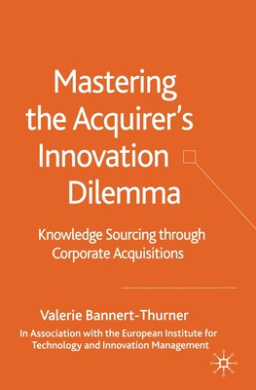 Mastering
the Acquirer's
Innovation
Dilemma
Knowledge Sourcing through
Corporate Acquisitions
Valerie Bannert-Thurner
In Association with the European Institute for
Technology and Innovation Management